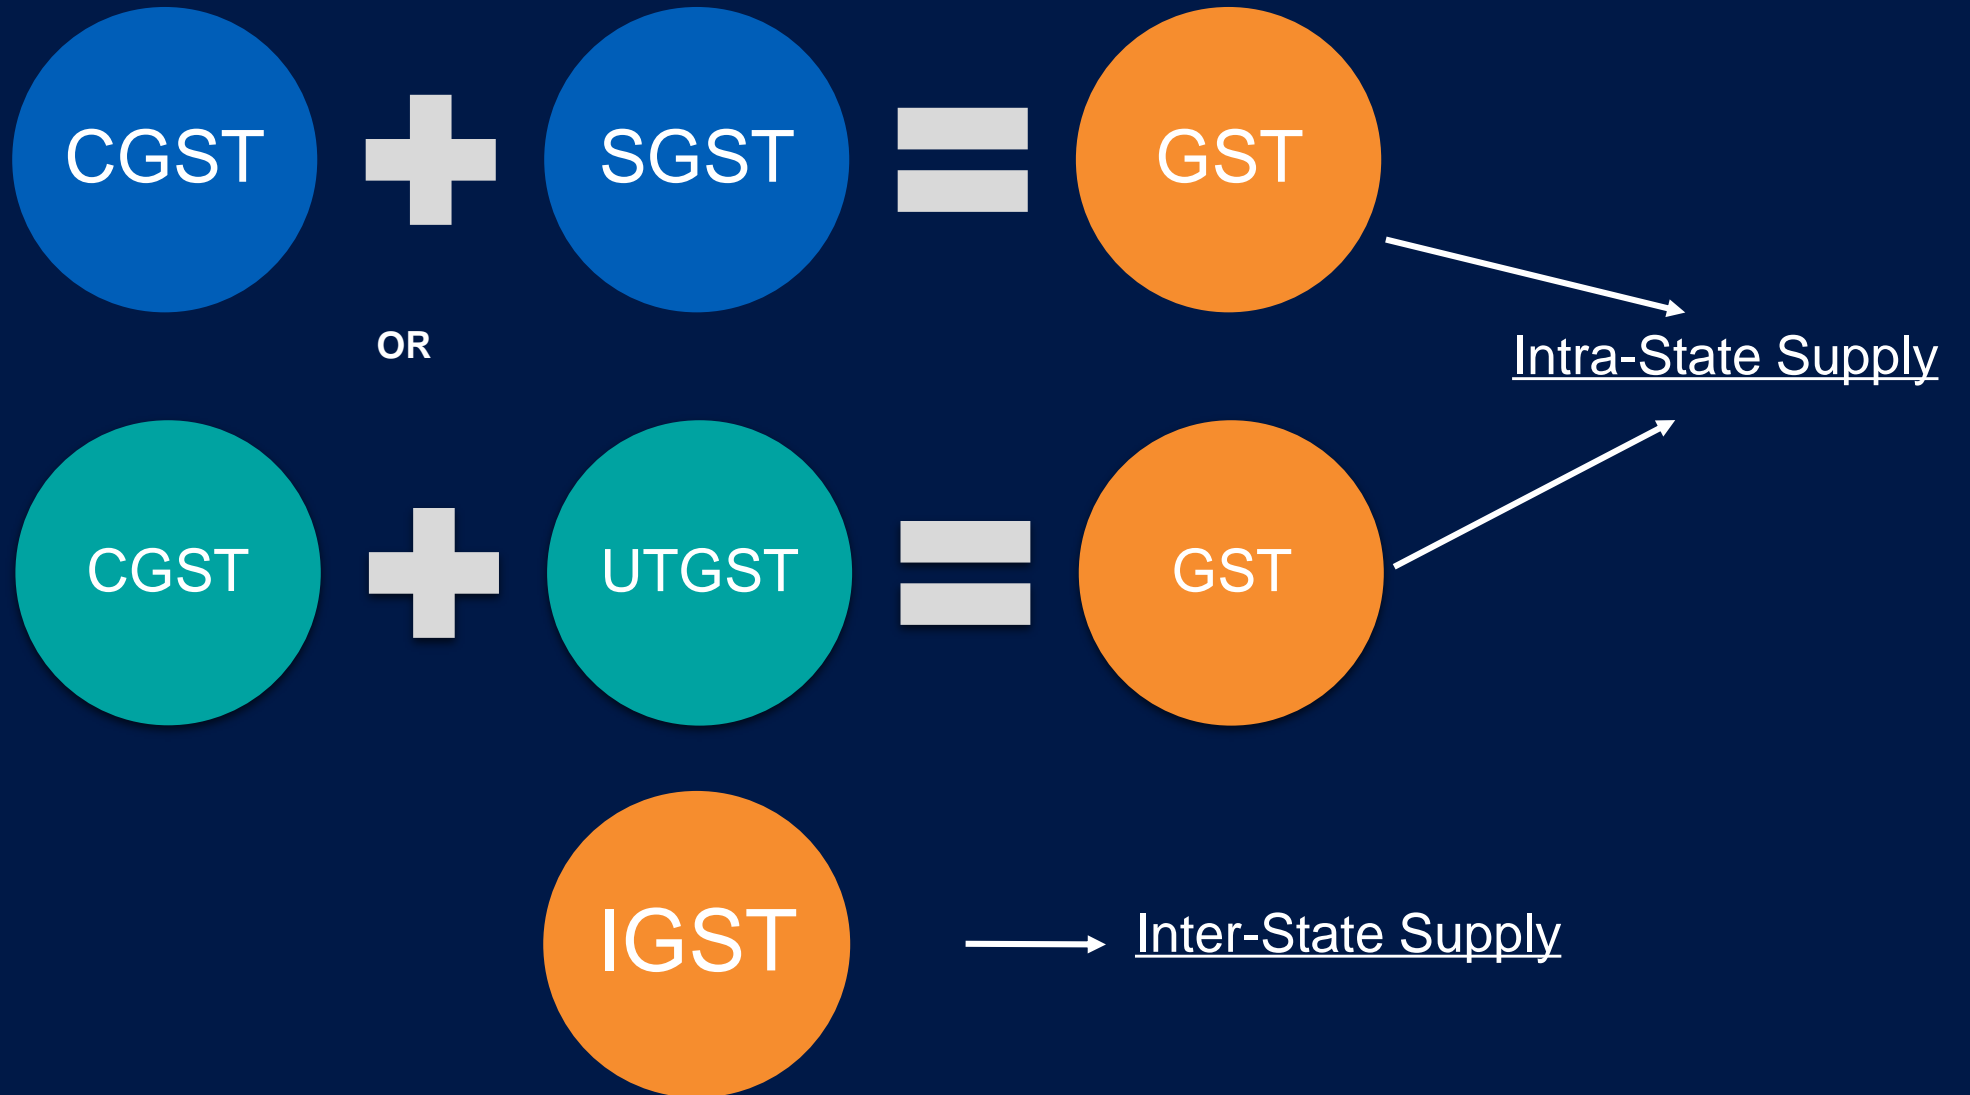 CGST
SGST
GST
OR
Intra-State Supply
CGST
UTGST
GST
IGST
Inter-State Supply